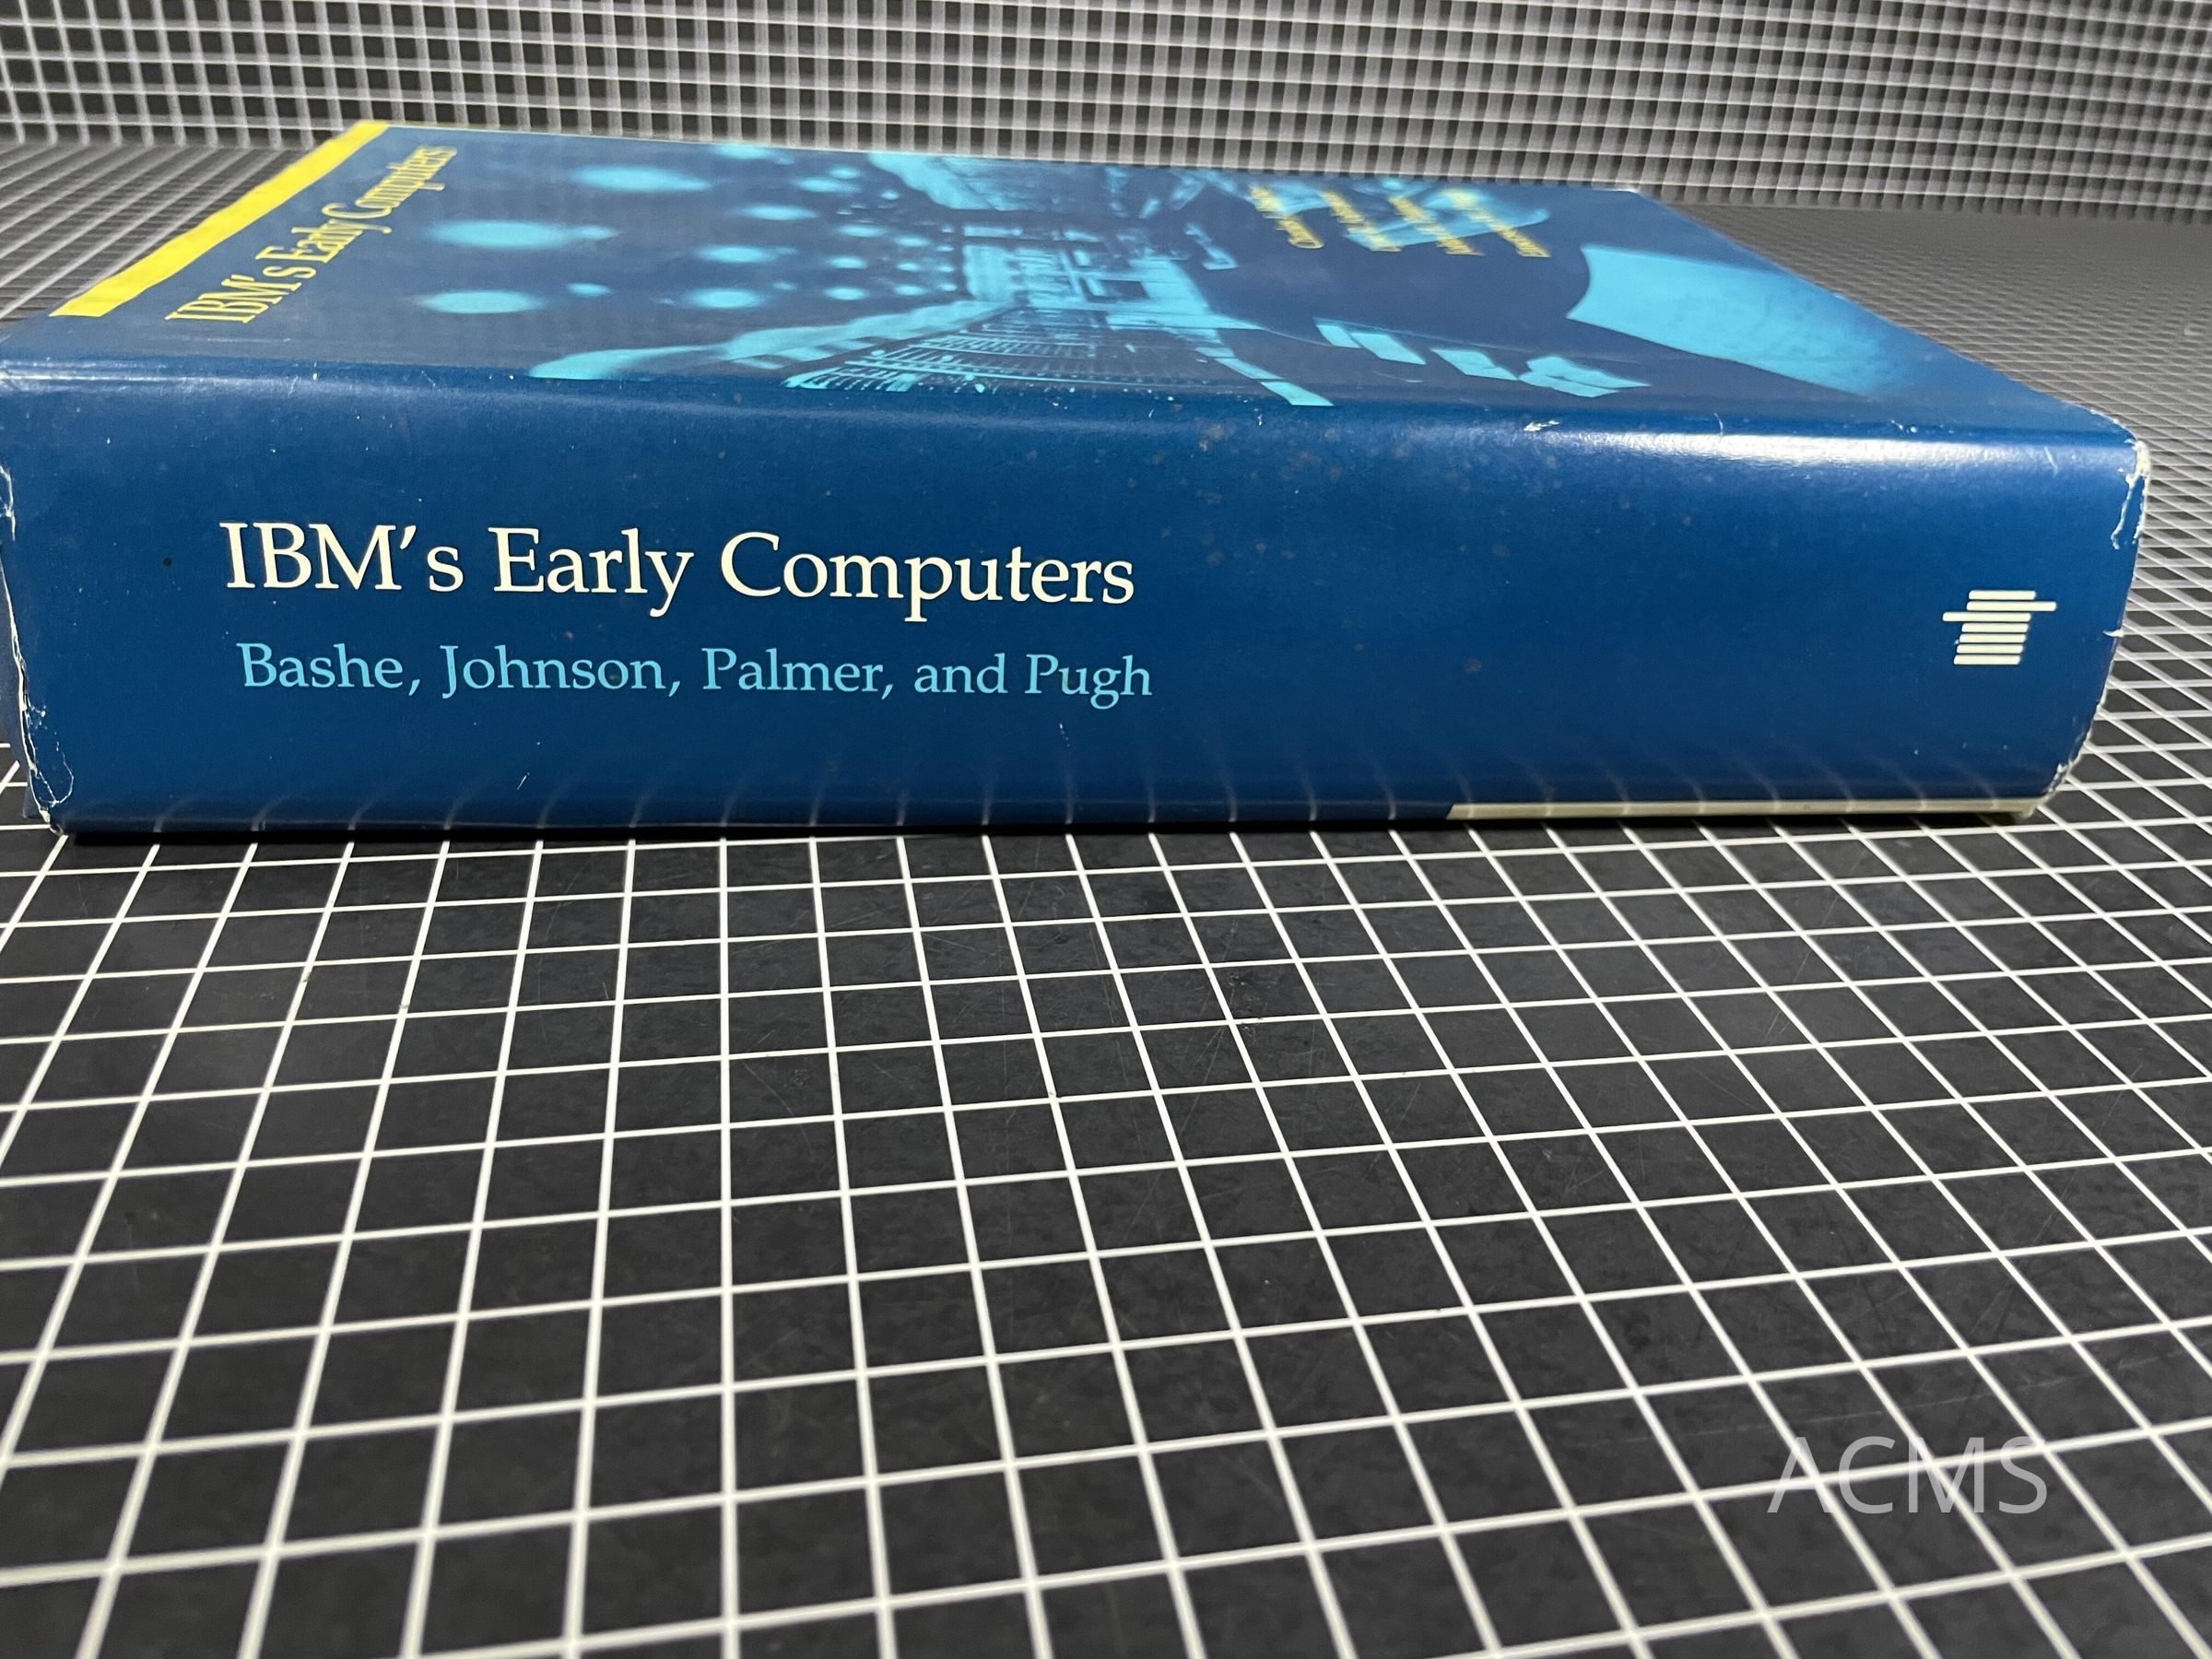 IBM's Early Computers
IBM's Early Computers
Bashe, Johnson, Palmer, and Pugh
ACMS